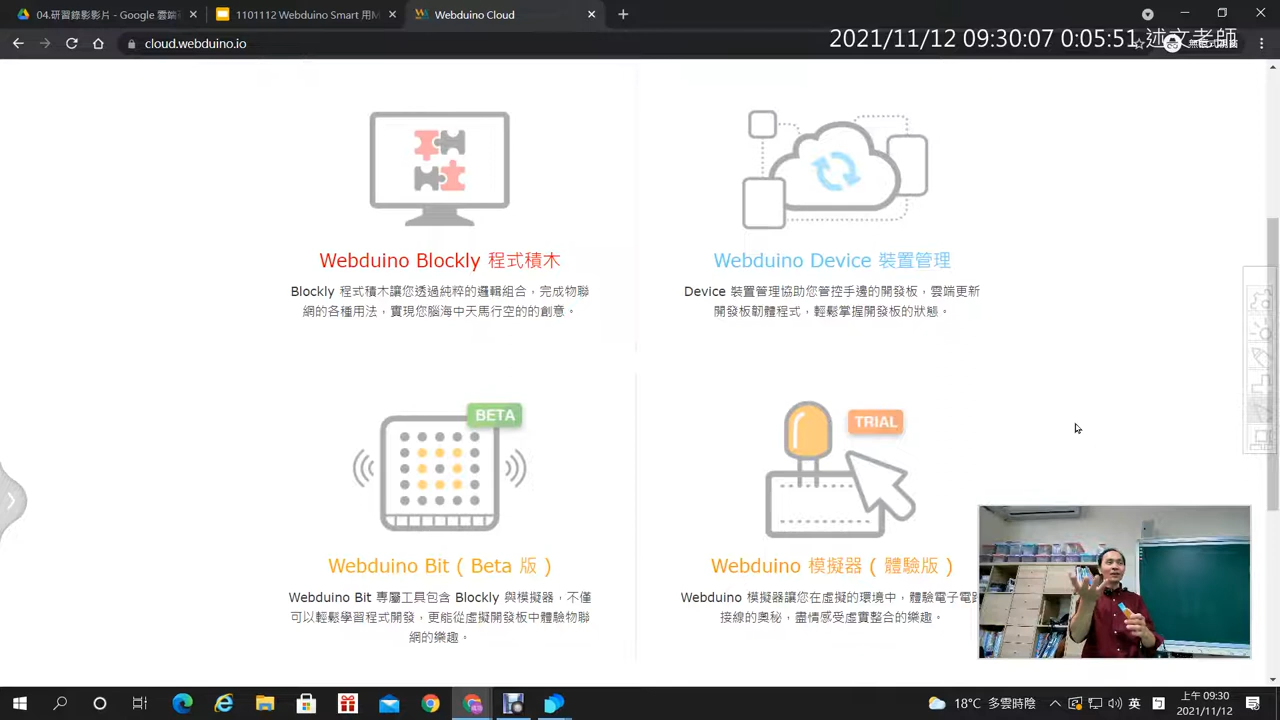 04.研習錄影影片 - Google 雲端
1101112 Webduino Smart 用
Webduino Cloud
cloud.webduino.io
2021/11/12 09:30:07 0:05:51 述文老師
Webduino Blockly 程式積木
Blockly 程式積木讓您透過純粹的邏輯組合，完成物聯
網的各種用法，實現您腦海中天馬行空的的創意。
Webduino Device 裝置管理
Device 裝置管理協助您管控手邊的開發板，雲端更新
開發板韌體程式，輕鬆掌握開發板的狀態。
BETA
Webduino Bit ( Beta 版 )
Webduino Bit 專屬工具包含 Blockly 與模擬器，不僅
可以輕鬆學習程式開發，更能從虛擬開發板中體驗物聯
網的樂趣。
TRIAL
Webduino 模擬器 ( 體驗版 )
Webduino 模擬器讓您在虛擬的環境中，體驗電子電路
接線的奧秘，盡情感受虛實整合的樂趣。
18°C 多雲時陰
英
上午 09:30
2021/11/12